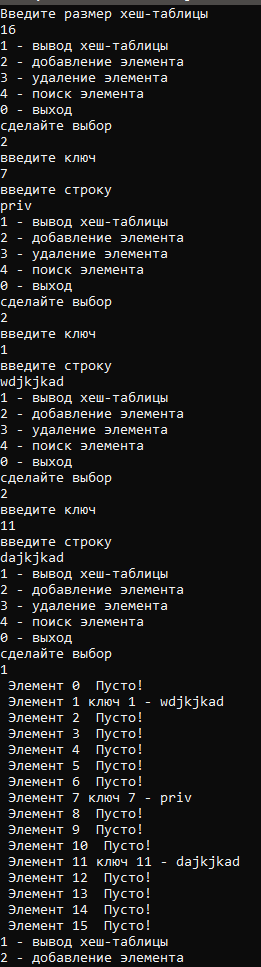 Введите размер хеш-таблицы
16
1 - вывод хеш-таблицы
2 - добавление элемента
3 - удаление элемента
4 - поиск элемента
0 - выход
сделайте выбор
2
введите ключ
7
введите строку
priv
1 - вывод хеш-таблицы
2 - добавление элемента
3 - удаление элемента
4 - поиск элемента
0 - выход
сделайте выбор
2
введите ключ
1
введите строку
wdjkjkad
1 - вывод хеш-таблицы
2 - добавление элемента
3 - удаление элемента
4 - поиск элемента
0 - выход
сделайте выбор
2
введите ключ
11
введите строку
dajkjkad
1 - вывод хеш-таблицы
2 - добавление элемента
3 - удаление элемента
4 - поиск элемента
0 - выход
сделайте выбор
1
Элемент 0  Пусто!
Элемент 1 ключ 1 - wdjkjkad
Элемент 2  Пусто!
Элемент 3  Пусто!
Элемент 4  Пусто!
Элемент 5  Пусто!
Элемент 6  Пусто!
Элемент 7 ключ 7 - priv
Элемент 8  Пусто!
Элемент 9  Пусто!
Элемент 10  Пусто!
Элемент 11 ключ 11 - dajkjkad
Элемент 12  Пусто!
Элемент 13  Пусто!
Элемент 14  Пусто!
Элемент 15  Пусто!
1 - вывод хеш-таблицы
2 - добавление элемента